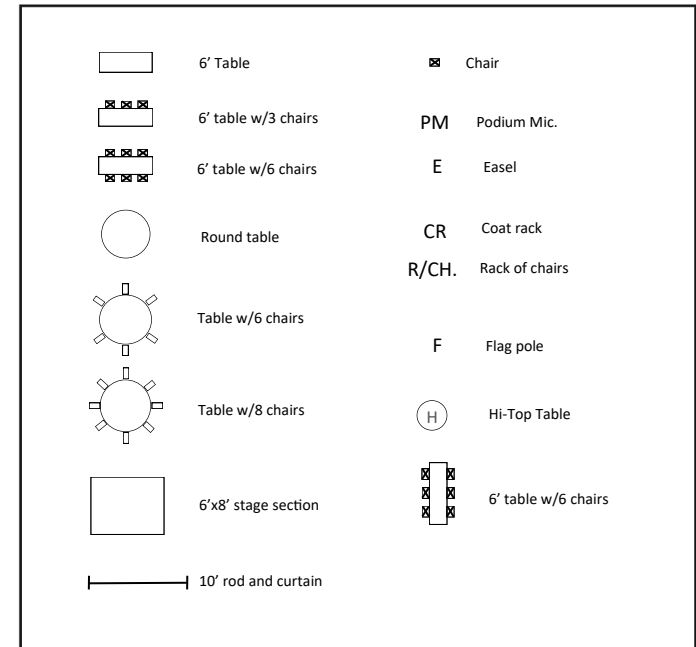 6’ Table
6’ table w/3 chairs
6’ table w/6 chairs
Round table
Table w/6 chairs
Table w/8 chairs
6’x8’ stage section
10’ rod and curtain
Chair
PM Podium Mic.
E Easel
CR Coat rack
R/CH. Rack of chairs
F Flag pole
H Hi-Top Table
6’ table w/6 chairs